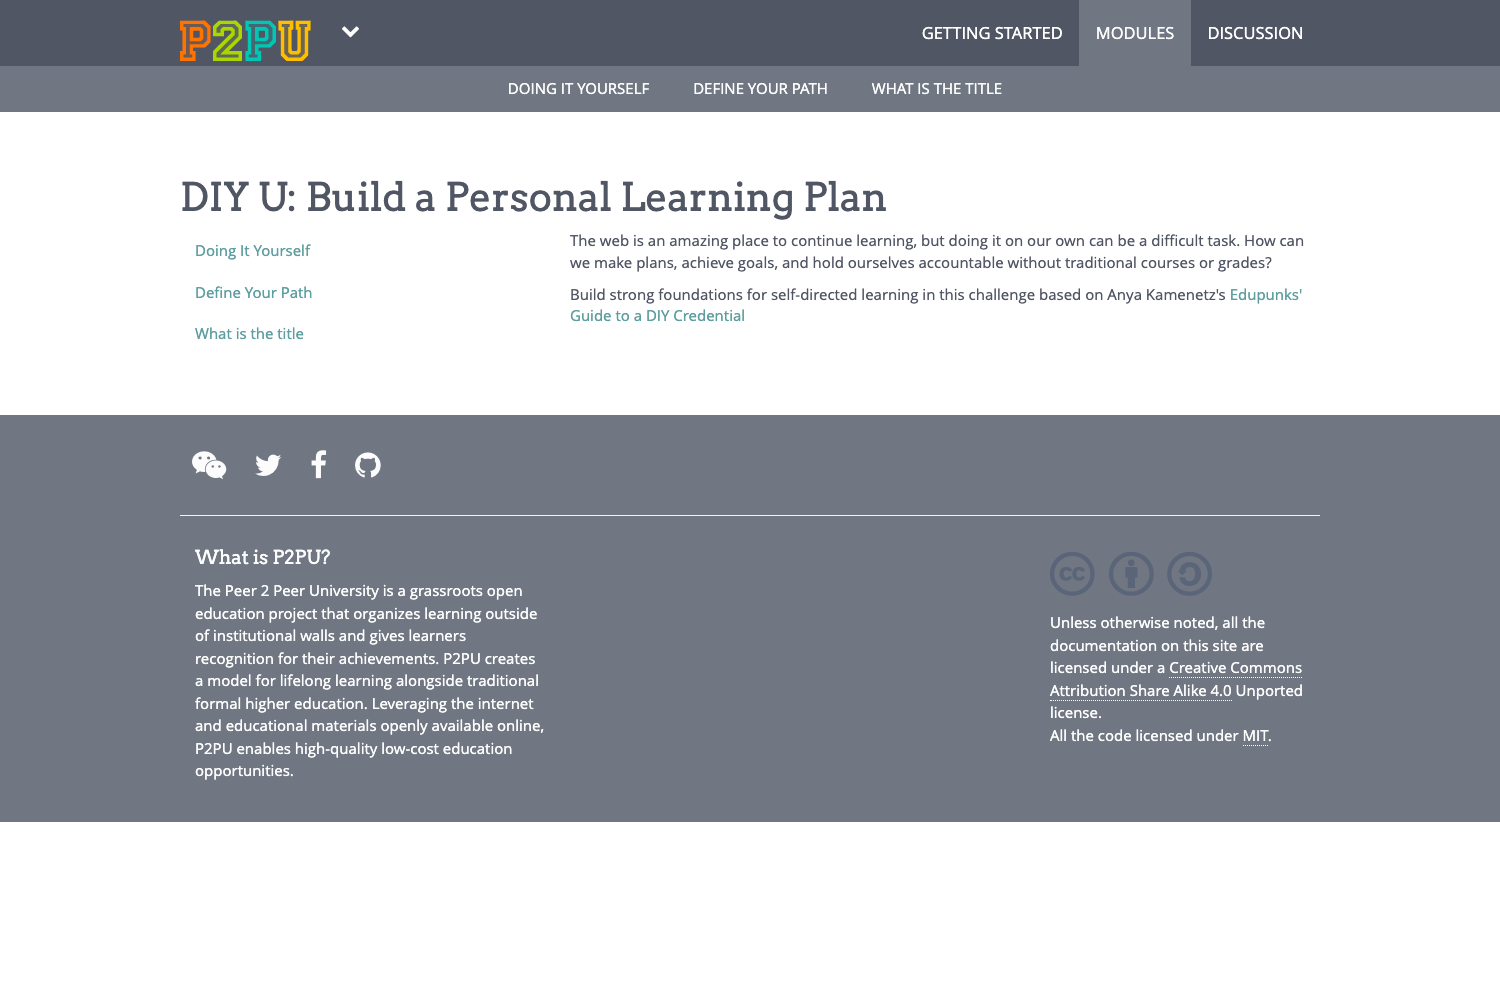 P2PU
GETTING STARTED
MODULES
DISCUSSION
DOING IT YOURSELF
DEFINE YOUR PATH
WHAT IS THE TITLE
DIY U: Build a Personal Learning Plan
Doing It Yourself
Define Your Path
What is the title
The web is an amazing place to continue learning, but doing it on our own can be a difficult task. How can
we make plans, achieve goals, and hold ourselves accountable without traditional courses or grades?
Build strong foundations for self-directed learning in this challenge based on Anya Kamenetz's Edupunks'
Guide to a DIY Credential
What is P2PU?
The Peer 2 Peer University is a grassroots open
education project that organizes learning outside
of institutional walls and gives learners
recognition for their achievements. P2PU creates
a model for lifelong learning alongside traditional
formal higher education. Leveraging the internet
and educational materials openly available online,
P2PU enables high-quality low-cost education
opportunities.
cc
Unless otherwise noted, all the
documentation on this site are
licensed under a Creative Commons
Attribution Share Alike 4.0 Unported
license.
All the code licensed under MIT.